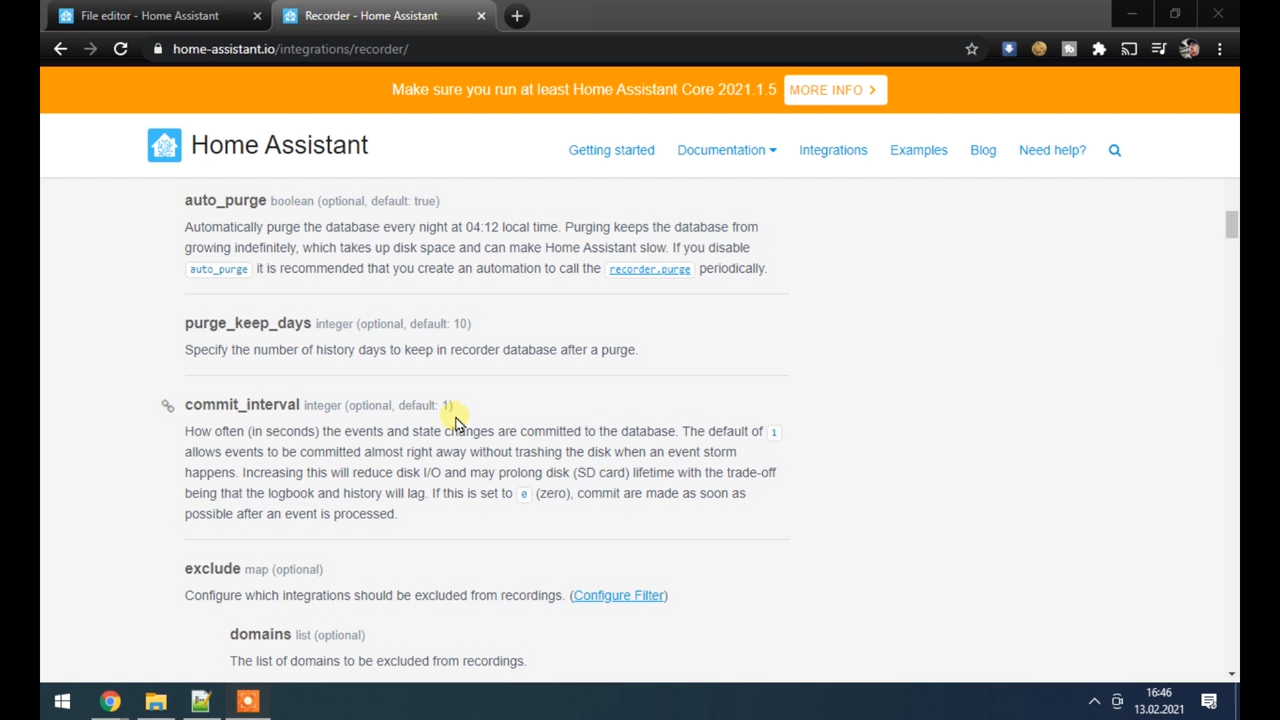 File editor - Home Assistant
Recorder - Home Assistant
home-assistant.io/integrations/recorder/
Make sure you run at least Home Assistant Core 2021.1.5 MORE INFO
Home Assistant
Getting started Documentation Integrations Examples Blog Need help?
auto_purge boolean (optional, default: true)
Automatically purge the database every night at 04:12 local time. Purging keeps the database from
growing indefinitely, which takes up disk space and can make Home Assistant slow. If you disable
auto_purge it is recommended that you create an automation to call the recorder.purge periodically.
purge_keep_days integer (optional, default: 10)
Specify the number of history days to keep in recorder database after a purge.
commit_interval integer (optional, default: 1)
How often (in seconds) the events and state changes are committed to the database. The default of 1
allows events to be committed almost right away without trashing the disk when an event storm
happens. Increasing this will reduce disk I/O and may prolong disk (SD card) lifetime with the trade-off
being that the logbook and history will lag. If this is set to 0 (zero), commit are made as soon as
possible after an event is processed.
exclude map (optional)
Configure which integrations should be excluded from recordings. (Configure Filter)
domains list (optional)
The list of domains to be excluded from recordings.
16:46
13.02.2021